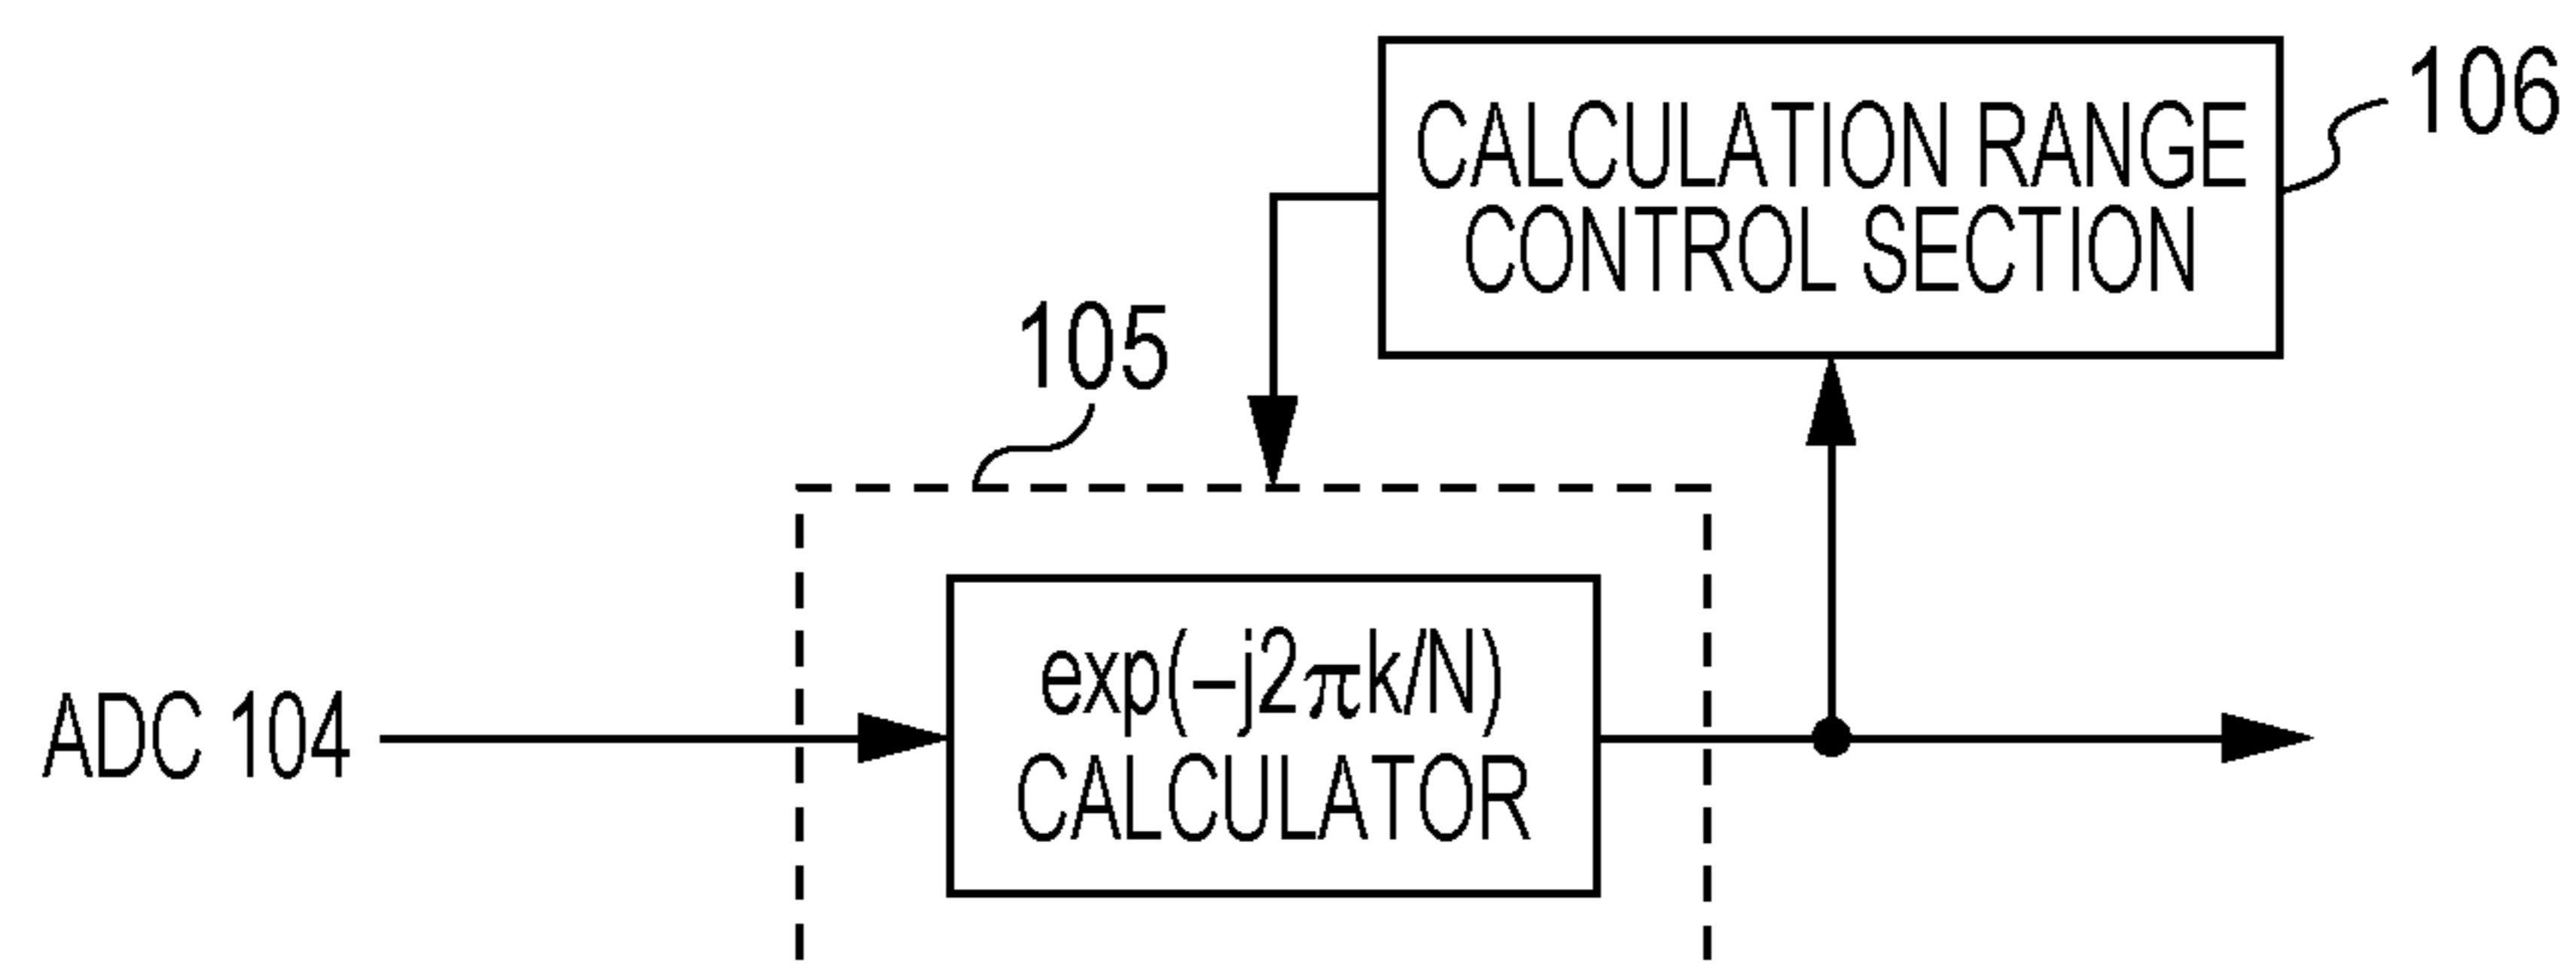 106
CALCULATION RANGE
CONTROL SECTION
105
exp(−j2πk/N)
CALCULATOR
ADC 104